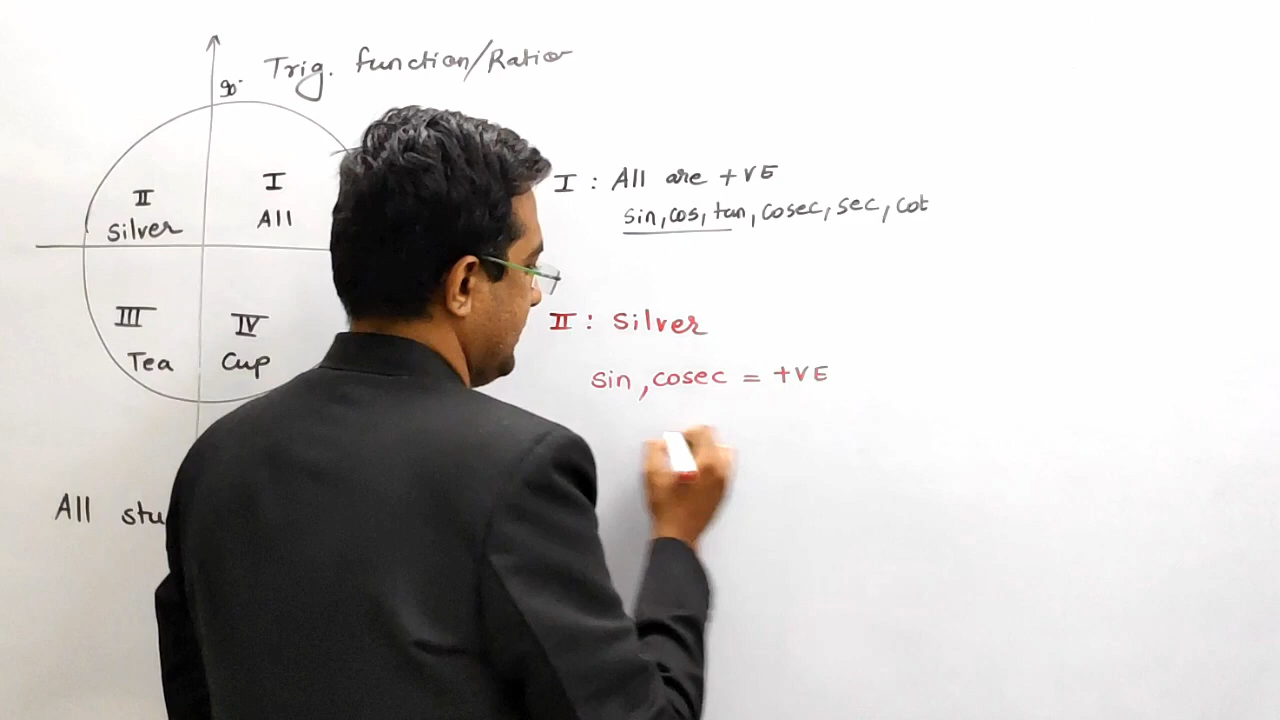 Trig. function/Ratio
90°
II
Silver
I
All
III
Tea
IV
Cup
All
I : All are +VE
sin, cos, tan, cosec, sec, cot
II : Silver
sin, cosec = +VE